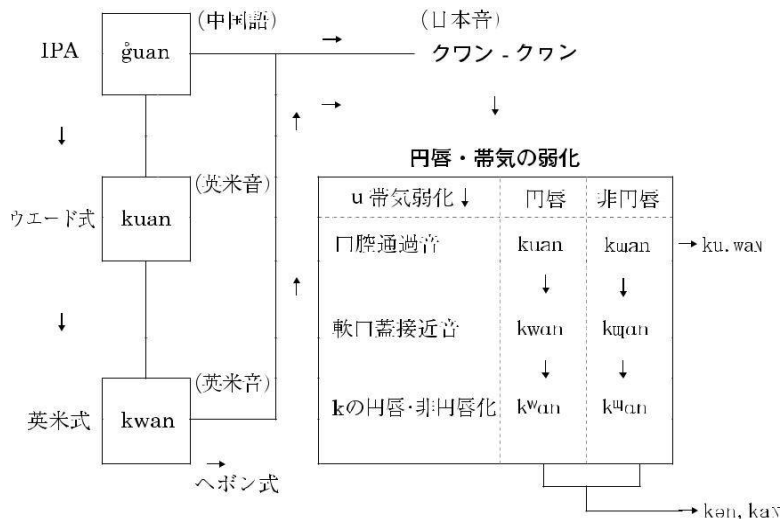 (中国語)
(日本音)
IPA
g̊uan
→
クワン - クヮン
↓
↑
→
↓
円唇・帯気の弱化
(英米音)
ウエード式
kuan
u 帯気弱化↓
円唇
非円唇
口腔通過音
kuan
kɯan
→ ku.waɴ
↓
↑
↓
↓
軟口蓋接近音
kwan
kɰan
(英米音)
↓
↓
英米式
kwan
kの円唇・非円唇化
kʷan
kᶭan
→
ヘボン式
→ kən, kaɴ